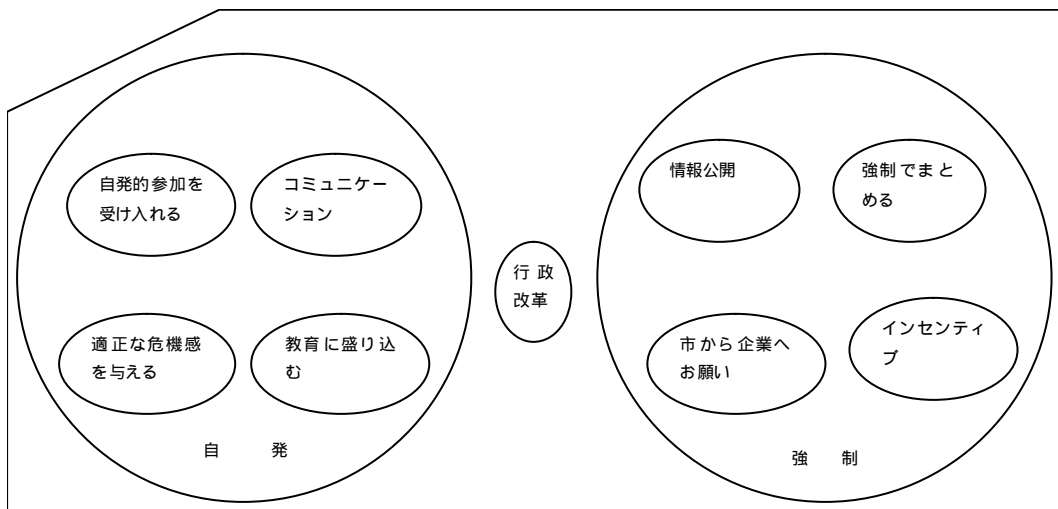 自発的参加を
受け入れる
コミュニケー
ション
適正な危機感
を与える
教育に盛り込
む
自 発
行 政
改革
情報公開
強制でまと
める
市から企業へ
お願い
インセンティ
ブ
強 制